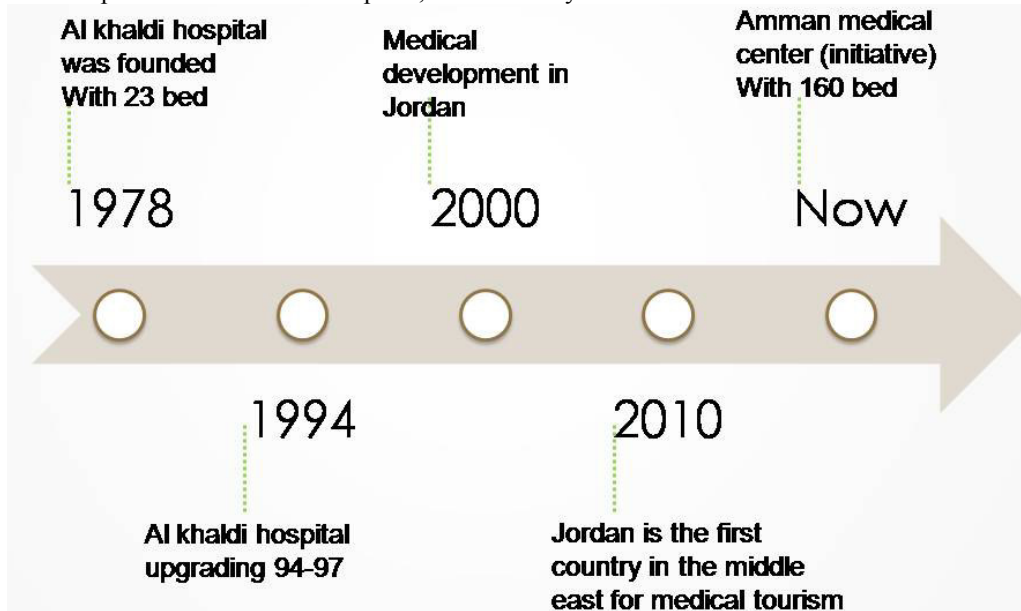 Al khaldi hospital
was founded
With 23 bed
1978
Medical
development in
Jordan
2000
Amman medical
center (initiative)
With 160 bed
Now
1994
Al khaldi hospital
upgrading 94-97
2010
Jordan is the first
country in the middle
east for medical tourism